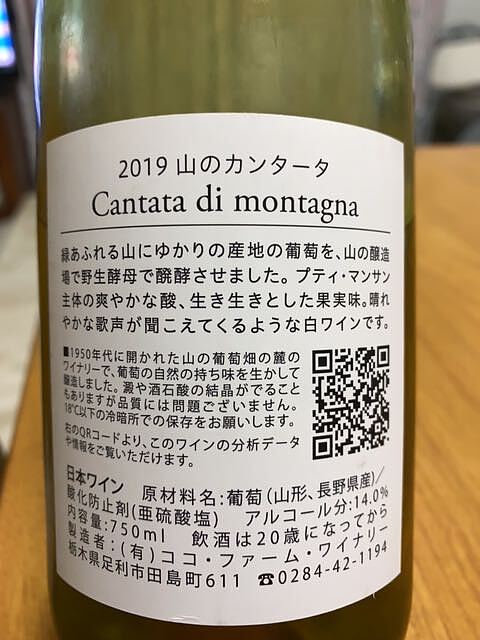 2019 山のカンタータ
Cantata di montagna
緑あふれる山にゆかりの産地の葡萄を、山の醸造
場で野生酵母で醗酵させました。プティ・マンサン
主体の爽やかな酸、生き生きとした果実味。晴れ
やかな歌声が聞こえてくるような白ワインです。
■1950年代に開かれた山の葡萄畑の麓の
ワイナリーで、葡萄の自然の持ち味を生かして
醸造しました。澱や酒石酸の結晶がでること
もありますが品質には問題ございません。
18℃以下の冷暗所での保存をお願いします。
右のQRコードより、このワインの分析データ
や情報をご覧いただけます。
日本ワイン 原材料名:葡萄(山形、長野県産)/
酸化防止剤(亜硫酸塩) アルコール分:14.0%
内容量:750ml 飲酒は20歳になってから
製造者:(有)ココ・ファーム・ワイナリー
栃木県足利市田島町611 ☎0284-42-1194